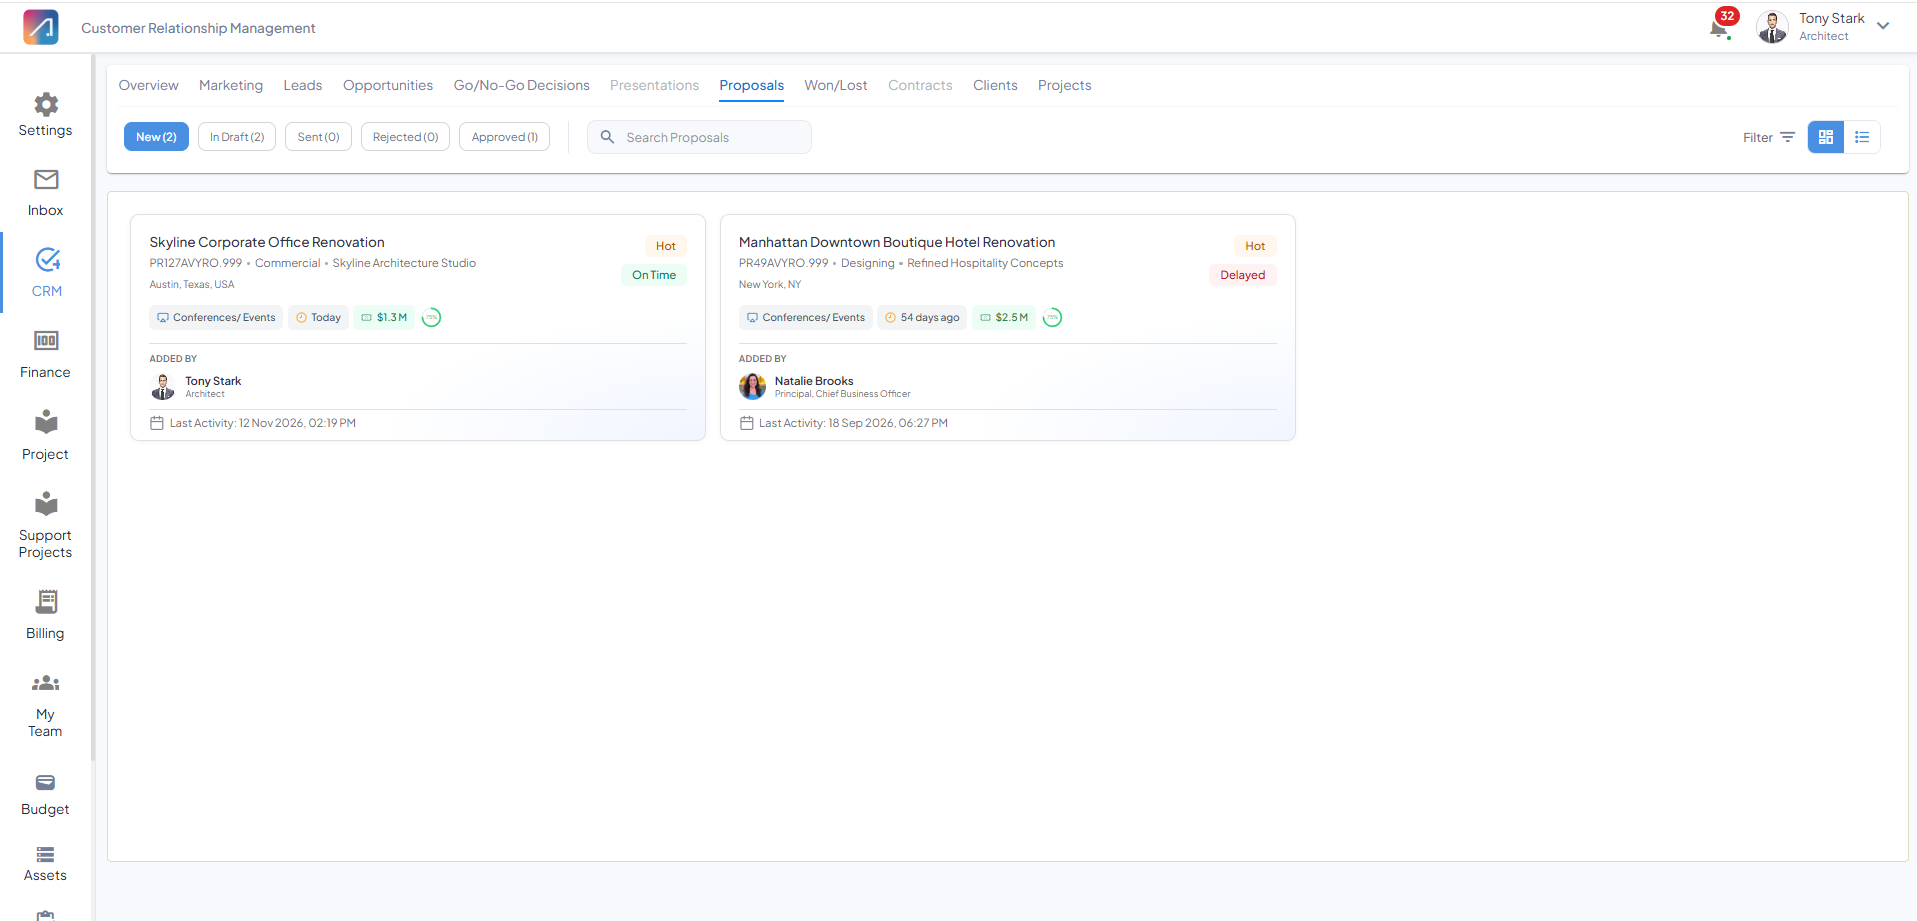 Customer Relationship Management
32
Tony Stark
Architect
Settings
Inbox
CRM
Finance
Project
Support
Projects
Billing
My
Team
Budget
Assets
Overview Marketing Leads Opportunities Go/No-Go Decisions Presentations Proposals Won/Lost Contracts Clients Projects
New (2) In Draft (2) Sent (0) Rejected (0) Approved (1) Search Proposals Filter
Skyline Corporate Office Renovation
Hot
PR127AVYRO.999 • Commercial • Skyline Architecture Studio
On Time
Austin, Texas, USA
Conferences/ Events Today $1.3 M 75%
ADDED BY
Tony Stark
Architect
Last Activity: 12 Nov 2026, 02:19 PM
Manhattan Downtown Boutique Hotel Renovation
Hot
PR49AVYRO.999 • Designing • Refined Hospitality Concepts
Delayed
New York, NY
Conferences/ Events 54 days ago $2.5 M 75%
ADDED BY
Natalie Brooks
Principal, Chief Business Officer
Last Activity: 18 Sep 2026, 06:27 PM